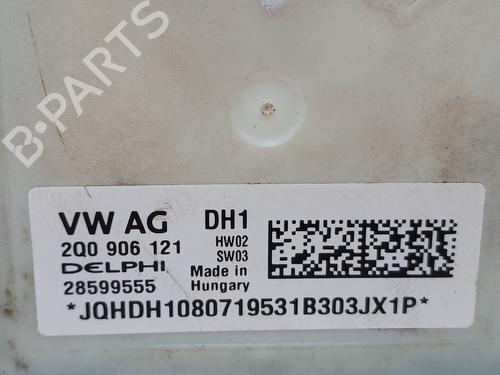 B-PARTS
VW AG DH1
2Q0 906 121 HW02
SW03
DELPHI Made in
28599555 Hungary
*JQHDH1080719531B303JX1P*